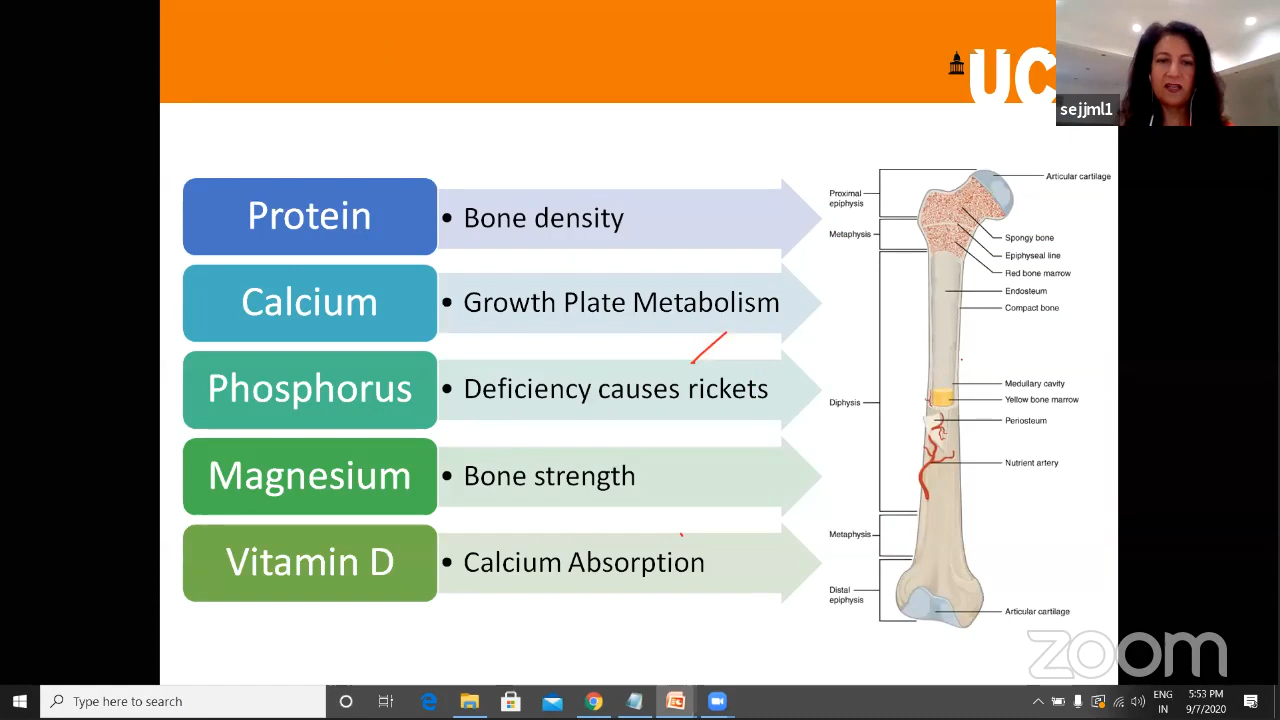 UC
sejjml1
Protein
• Bone density
Calcium
• Growth Plate Metabolism
Phosphorus
• Deficiency causes rickets
Magnesium
• Bone strength
Vitamin D
• Calcium Absorption
Proximal
epiphysis
Metaphysis
Diphysis
Metaphysis
Distal
epiphysis
Articular cartilage
Spongy bone
Epiphyseal line
Red bone marrow
Endosteum
Compact bone
Medullary cavity
Yellow bone marrow
Periosteum
Nutrient artery
Articular cartilage
zoom
Type here to search
ENG
IN
5:53 PM
9/7/2020